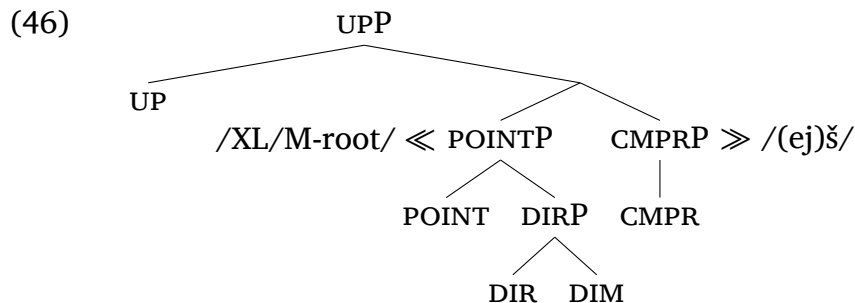 (46) UPP
UP
/XL/M-root/ ≪ POINTP CMPRP ≫ /(ej)š/
POINT DIRP CMPR
DIR DIM